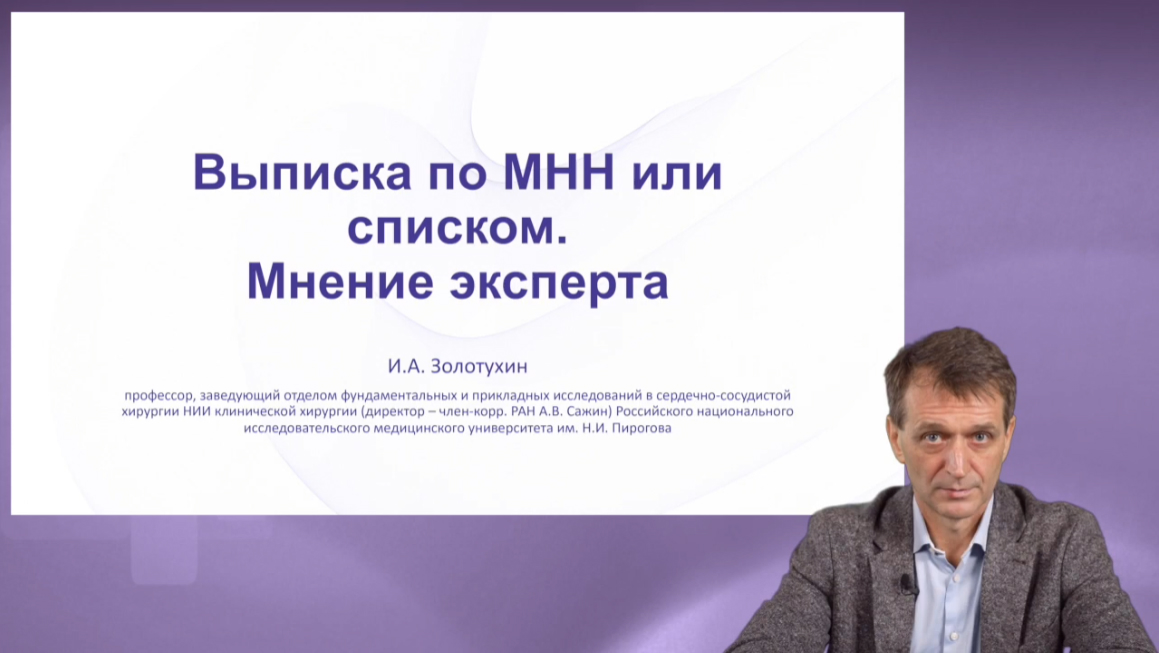 Выписка по МНН или
списком.
Мнение эксперта
И.А. Золотухин
профессор, заведующий отделом фундаментальных и прикладных исследований в сердечно-сосудистой
хирургии НИИ клинической хирургии (директор – член-корр. РАН А.В. Сажин) Российского национального
исследовательского медицинского университета им. Н.И. Пирогова